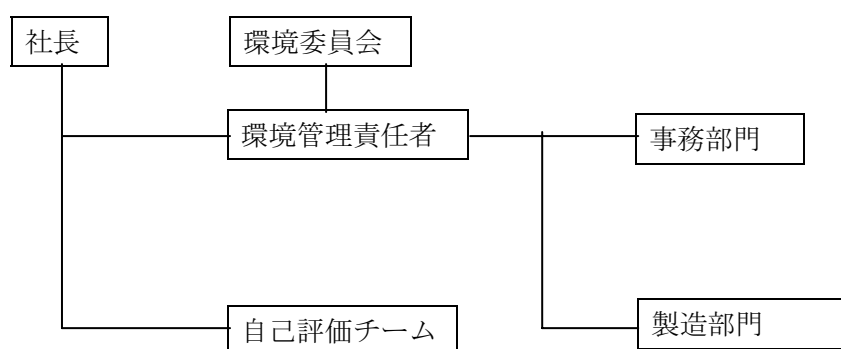 社長
環境委員会
環境管理責任者
事務部門
自己評価チーム
製造部門